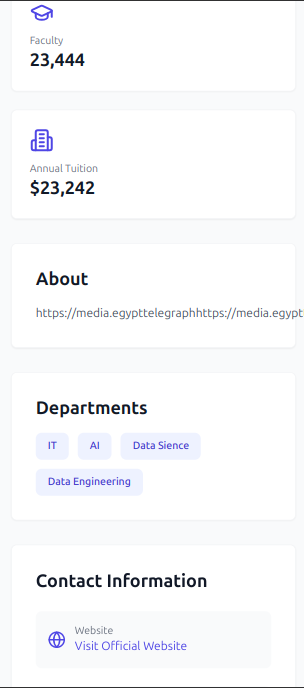 Faculty
23,444
Annual Tuition
$23,242
About
https://media.egypttelegraphhttps://media.egypt
Departments
IT
AI
Data Sience
Data Engineering
Contact Information
Website
Visit Official Website